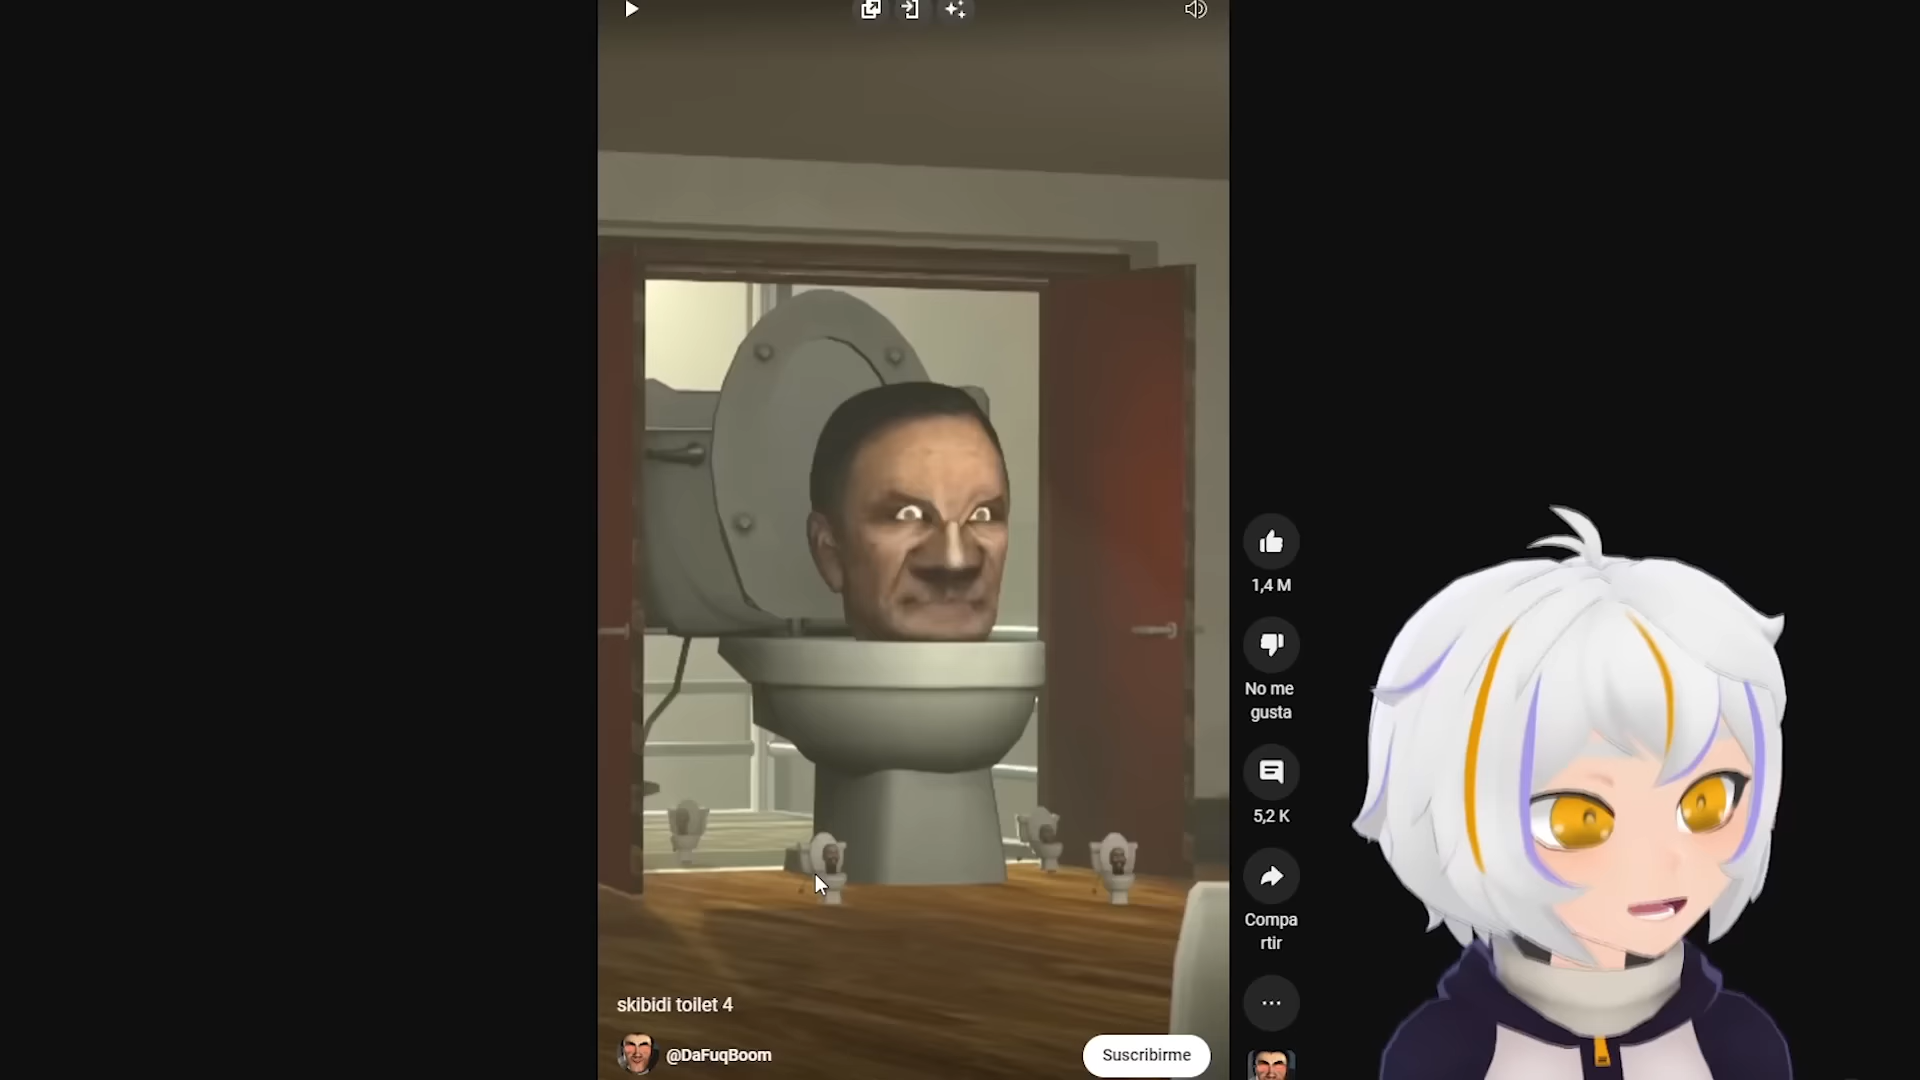 1,4 M
No me
gusta
5,2 K
Compa
rtir
skibidi toilet 4
@DaFuqBoom
Suscribirme